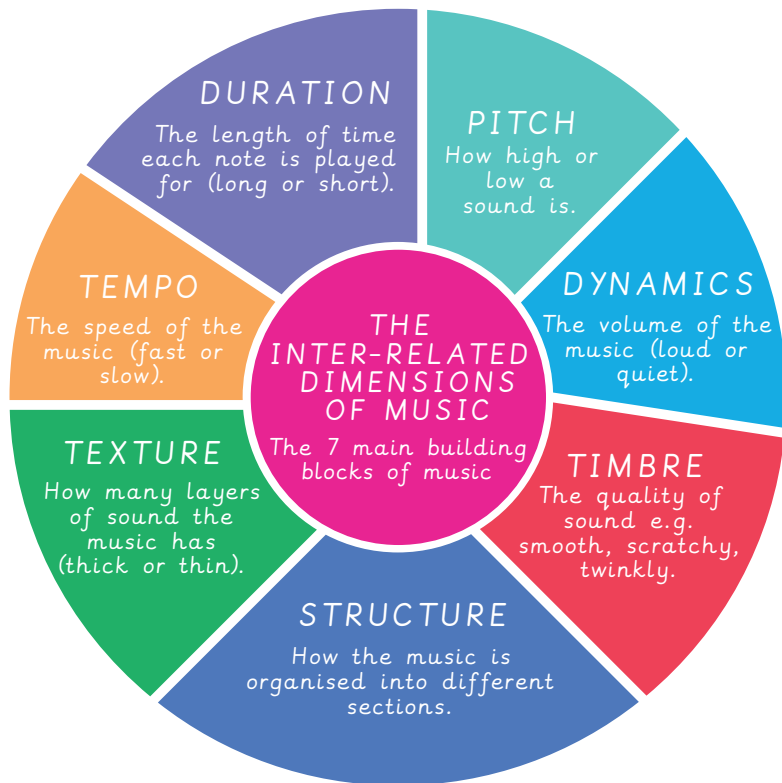 DURATION
The length of time
each note is played
for (long or short).
PITCH
How high or
low a
sound is.
DYNAMICS
The volume of the
music (loud or
quiet).
TIMBRE
The quality of
sound e.g.
smooth, scratchy,
twinkly.
STRUCTURE
How the music is
organised into different
sections.
TEXTURE
How many layers
of sound the
music has
(thick or thin).
TEMPO
The speed of the
music (fast or
slow).
THE
INTER-RELATED
DIMENSIONS
OF MUSIC
The 7 main building
blocks of music